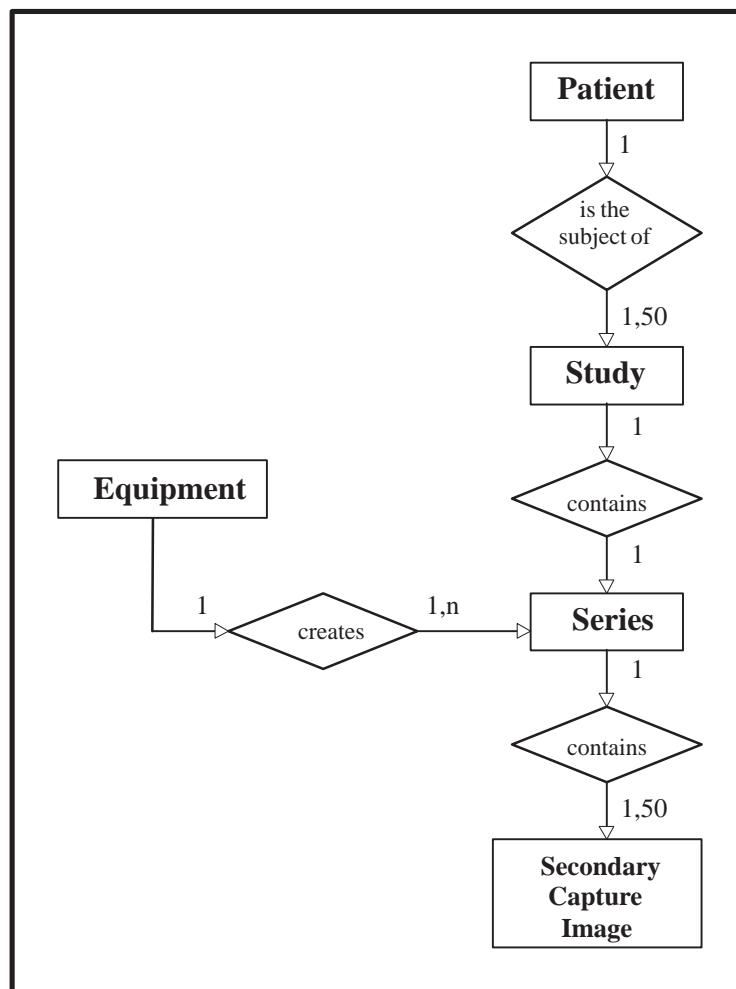 Patient
1
is the
subject of
1,50
Study
1
contains
1
Equipment
1
creates
1,n
Series
1
contains
1,50
Secondary
Capture
Image